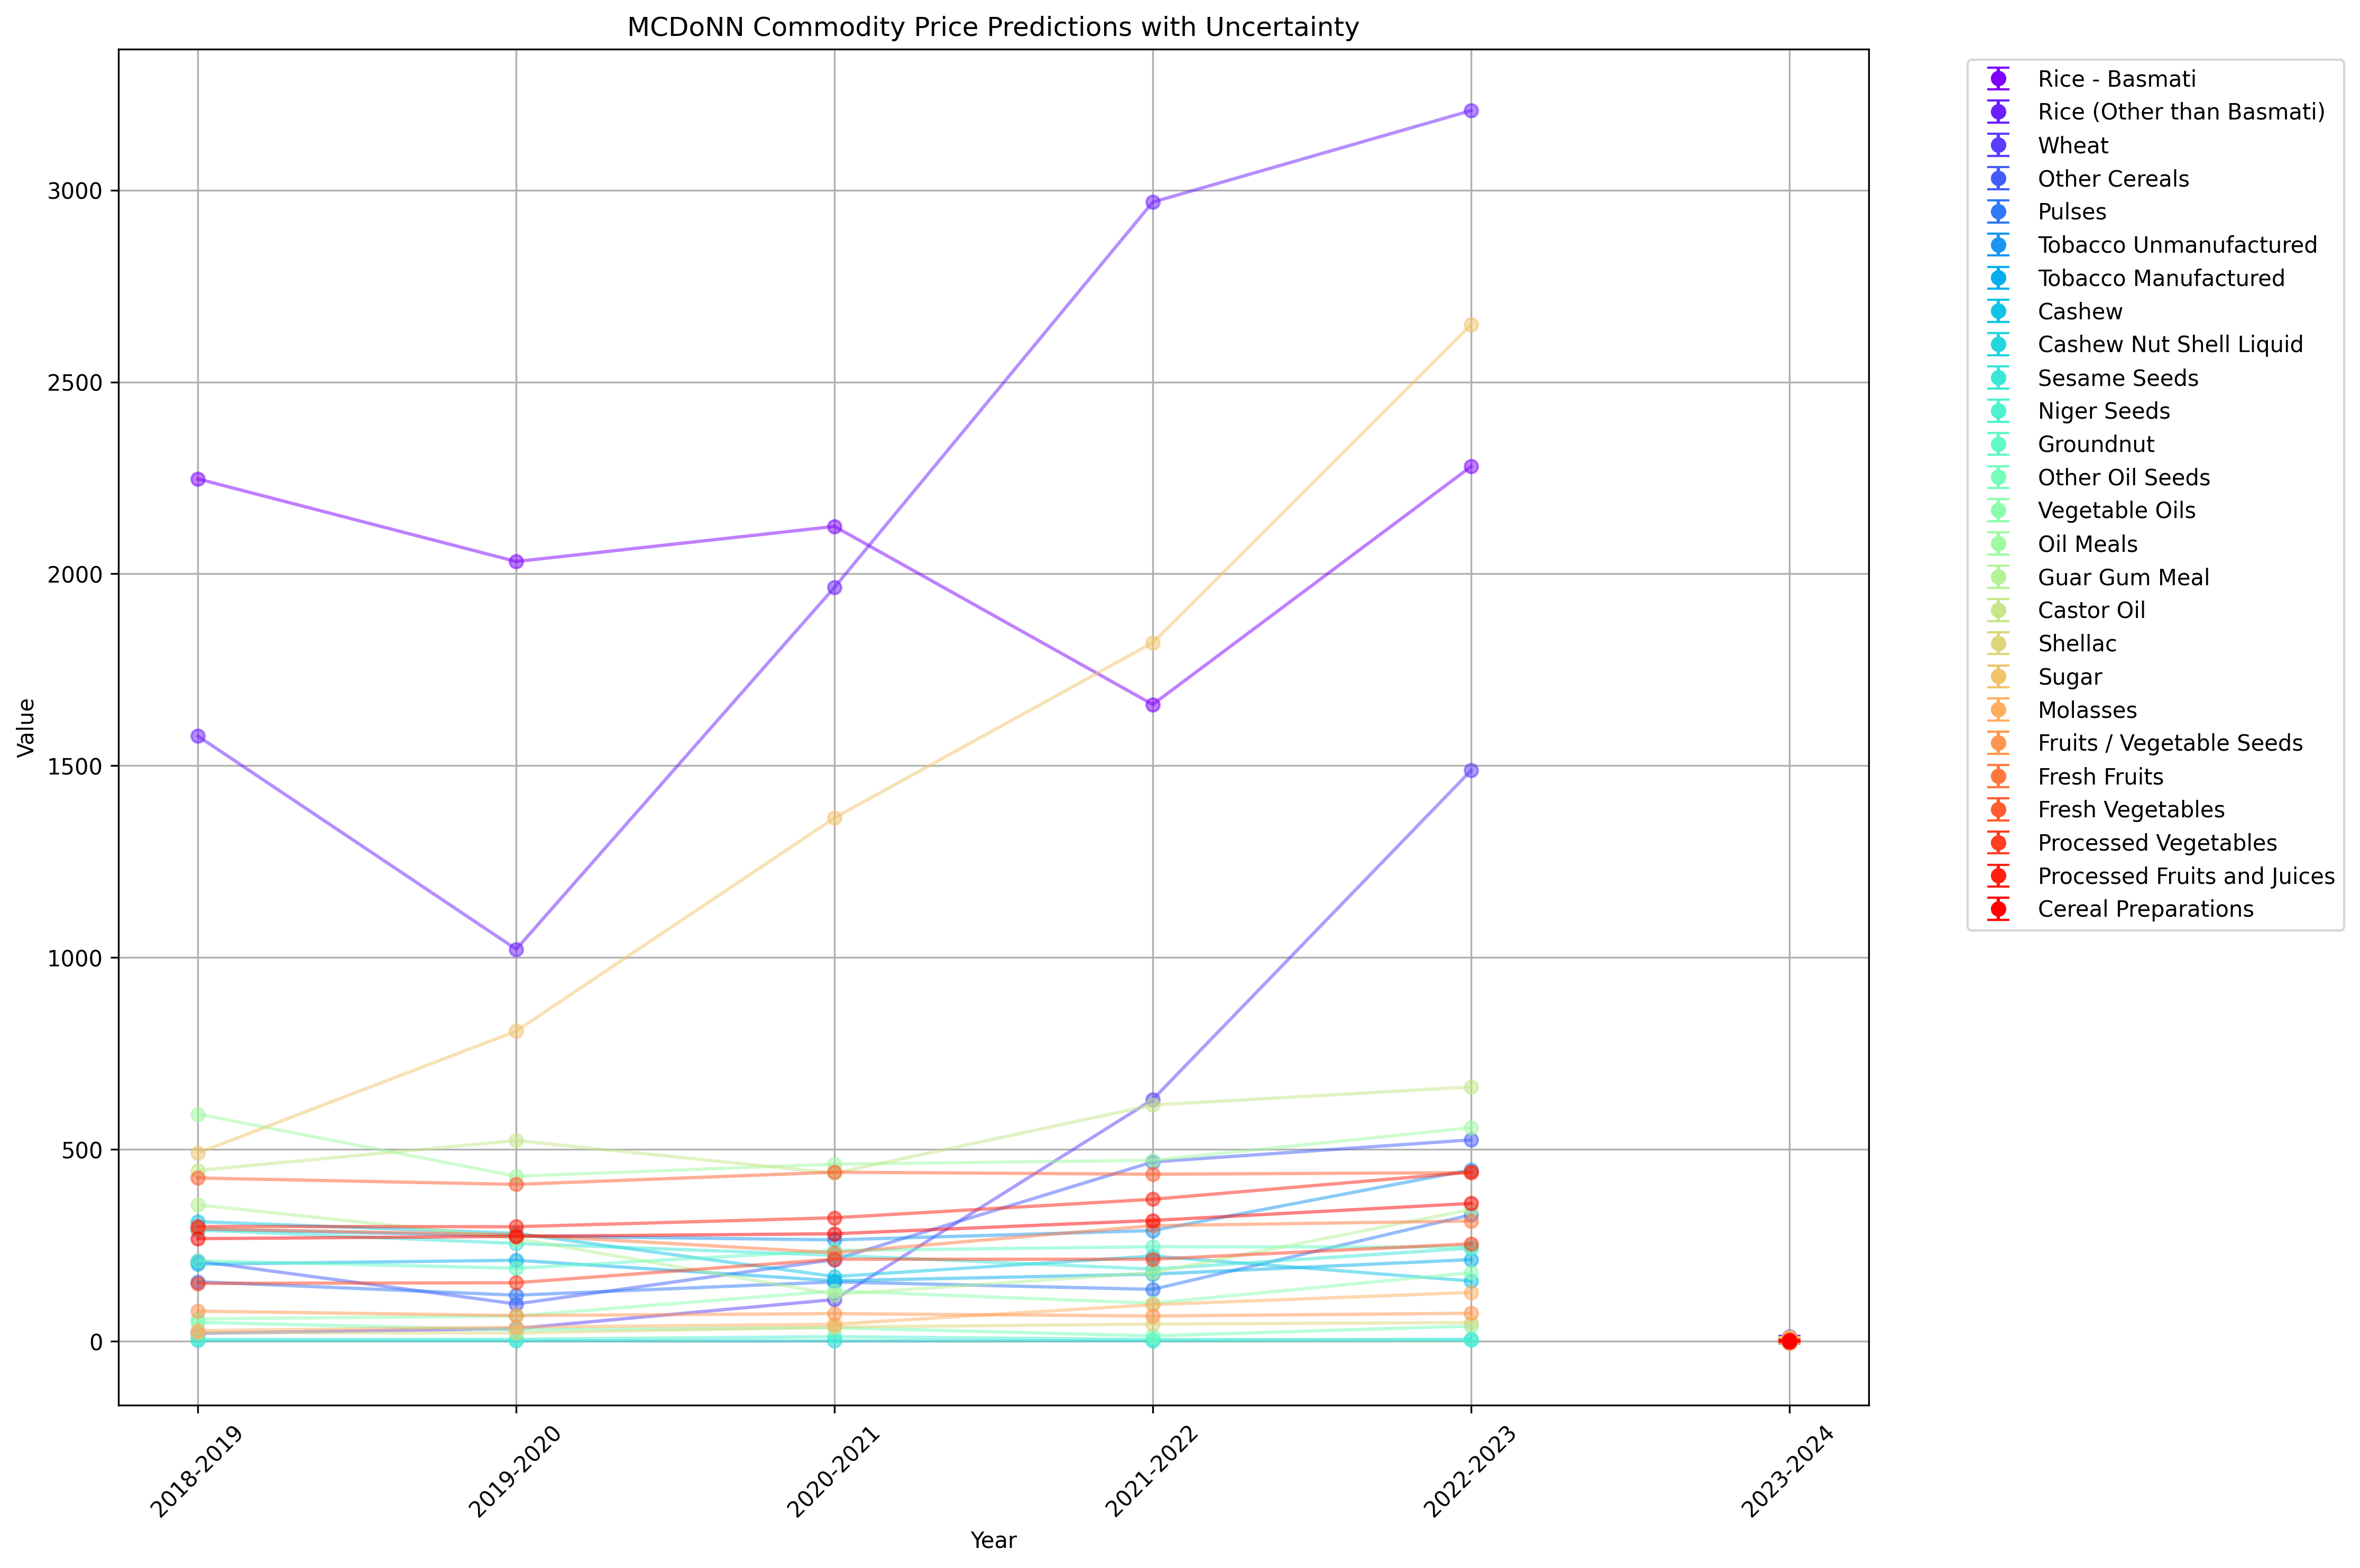 MCDoNN Commodity Price Predictions with Uncertainty
Value
3000
2500
2000
1500
1000
500
0
2018-2019
2019-2020
2020-2021
2021-2022
2022-2023
2023-2024
Year
Rice - Basmati
Rice (Other than Basmati)
Wheat
Other Cereals
Pulses
Tobacco Unmanufactured
Tobacco Manufactured
Cashew
Cashew Nut Shell Liquid
Sesame Seeds
Niger Seeds
Groundnut
Other Oil Seeds
Vegetable Oils
Oil Meals
Guar Gum Meal
Castor Oil
Shellac
Sugar
Molasses
Fruits / Vegetable Seeds
Fresh Fruits
Fresh Vegetables
Processed Vegetables
Processed Fruits and Juices
Cereal Preparations